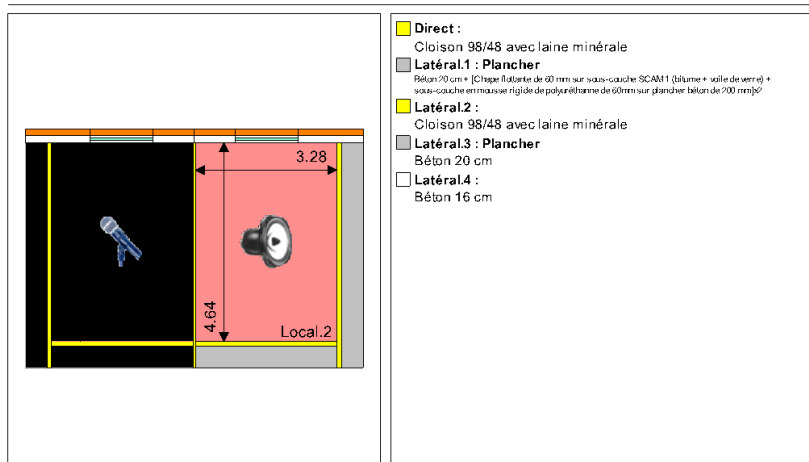 3.28
4.64
Local.2
Direct :
Cloison 98/48 avec laine minérale
Latéral.1 : Plancher
Béton 20 cm + [Chape flottante de 60 mm sur sous-couche SCAM1 (bitume + voile de verre) +
sous-couche en mousse rigide de polyuréthanne de 60mm sur plancher béton de 200 mm]x2
Latéral.2 :
Cloison 98/48 avec laine minérale
Latéral.3 : Plancher
Béton 20 cm
Latéral.4 :
Béton 16 cm